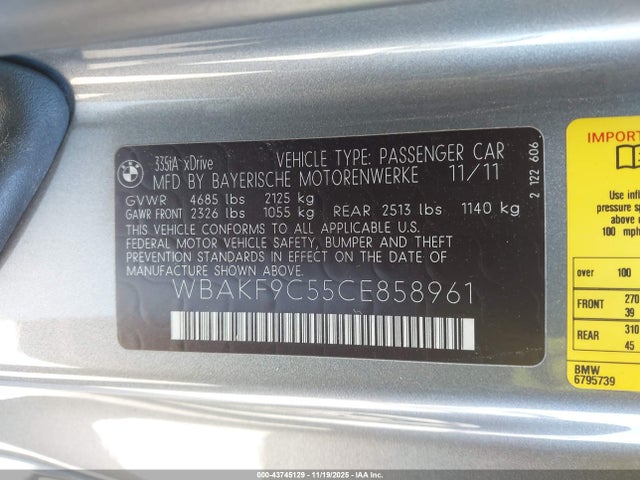 335iA xDrive
VEHICLE TYPE: PASSENGER CAR
MFD BY BAYERISCHE MOTORENWERKE 11/11
GVWR 4685 lbs 2125 kg
GAWR FRONT 2326 lbs 1055 kg REAR 2513 lbs 1140 kg
THIS VEHICLE CONFORMS TO ALL APPLICABLE U.S.
FEDERAL MOTOR VEHICLE SAFETY, BUMPER AND THEFT
PREVENTION STANDARDS IN EFFECT ON THE DATE OF
MANUFACTURE SHOWN ABOVE.
WBAKF9C55CE858961
2 122 606
IMPORT
Use infl
pressure sp
above
100 mph
over 100
FRONT 270
39
REAR 310
45
BMW
6795739
© 43745129 - 11/19/2025 - IAA Inc.